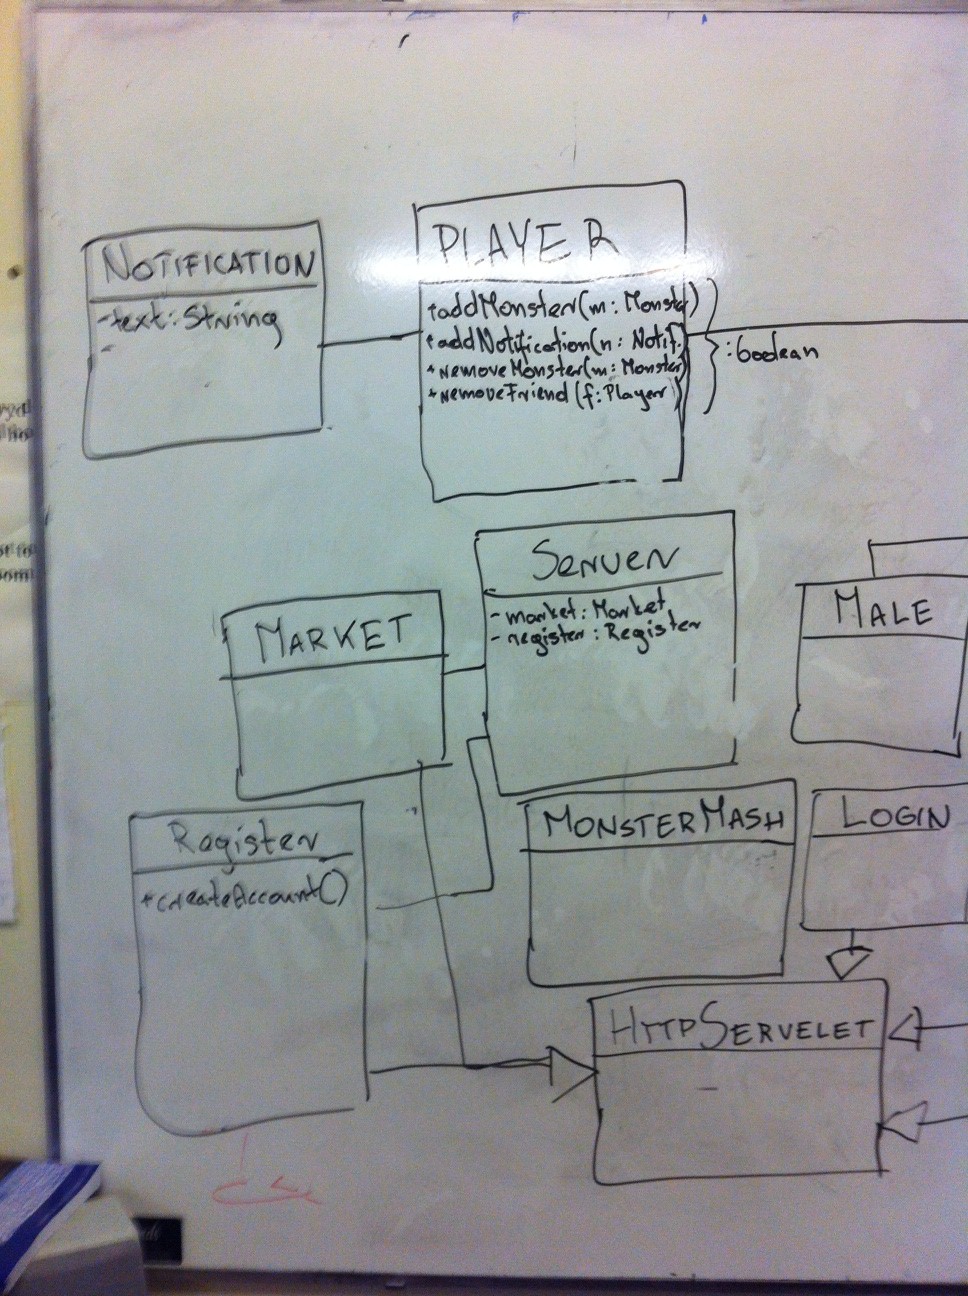 NOTIFICATION
-text: String
-
PLAYER
+addMonster(m: Monster)
+addNotification(n: Notif.)
+removeMonster(m: Monster)
+removeFriend(f: Player)
:boolean
Server
- market: Market
- register: Register
MARKET
MALE
Register
+createAccount()
MONSTERMASH
LOGIN
HTTPSERVELET
-